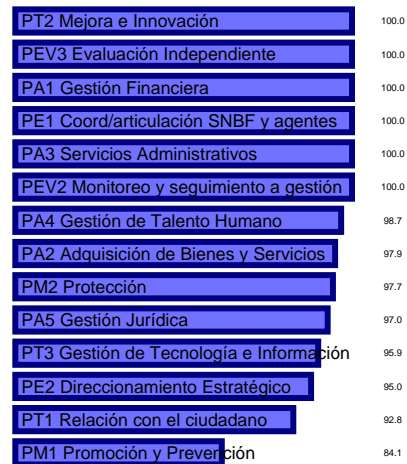 PT2 Mejora e Innovación 100.0
PEV3 Evaluación Independiente 100.0
PA1 Gestión Financiera 100.0
PE1 Coord/articulación SNBF y agentes 100.0
PA3 Servicios Administrativos 100.0
PEV2 Monitoreo y seguimiento a gestión 100.0
PA4 Gestión de Talento Humano 98.7
PA2 Adquisición de Bienes y Servicios 97.9
PM2 Protección 97.7
PA5 Gestión Jurídica 97.0
PT3 Gestión de Tecnología e Información 95.9
PE2 Direccionamiento Estratégico 95.0
PT1 Relación con el ciudadano 92.8
PM1 Promoción y Prevención 84.1